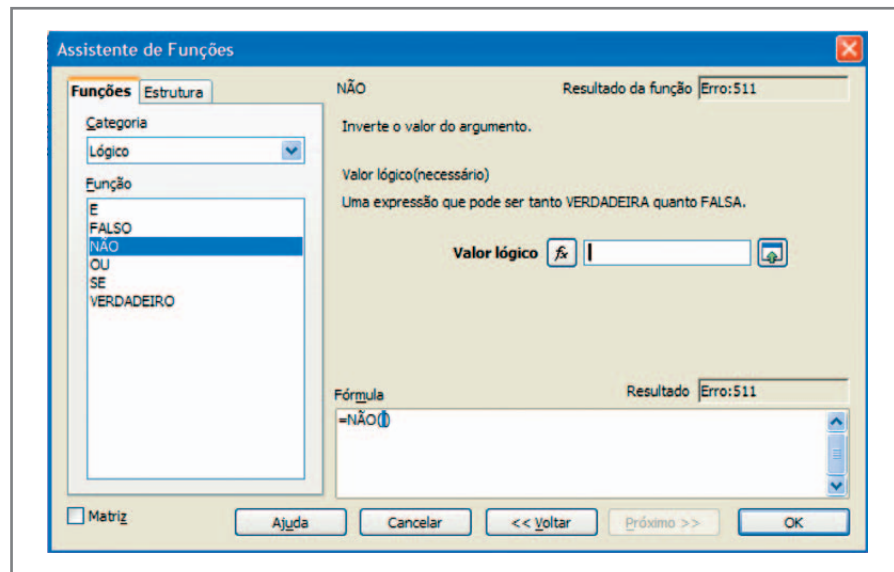 Assistente de Funções
Funções Estrutura
Categoria
Lógico
Função
E
FALSO
NÃO
OU
SE
VERDADEIRO
NÃO Resultado da função Erro:511
Inverte o valor do argumento.
Valor lógico(necessário)
Uma expressão que pode ser tanto VERDADEIRA quanto FALSA.
Valor lógico fx
Fórmula Resultado Erro:511
=NÃO()
Matriz Ajuda Cancelar << Voltar Próximo >> OK